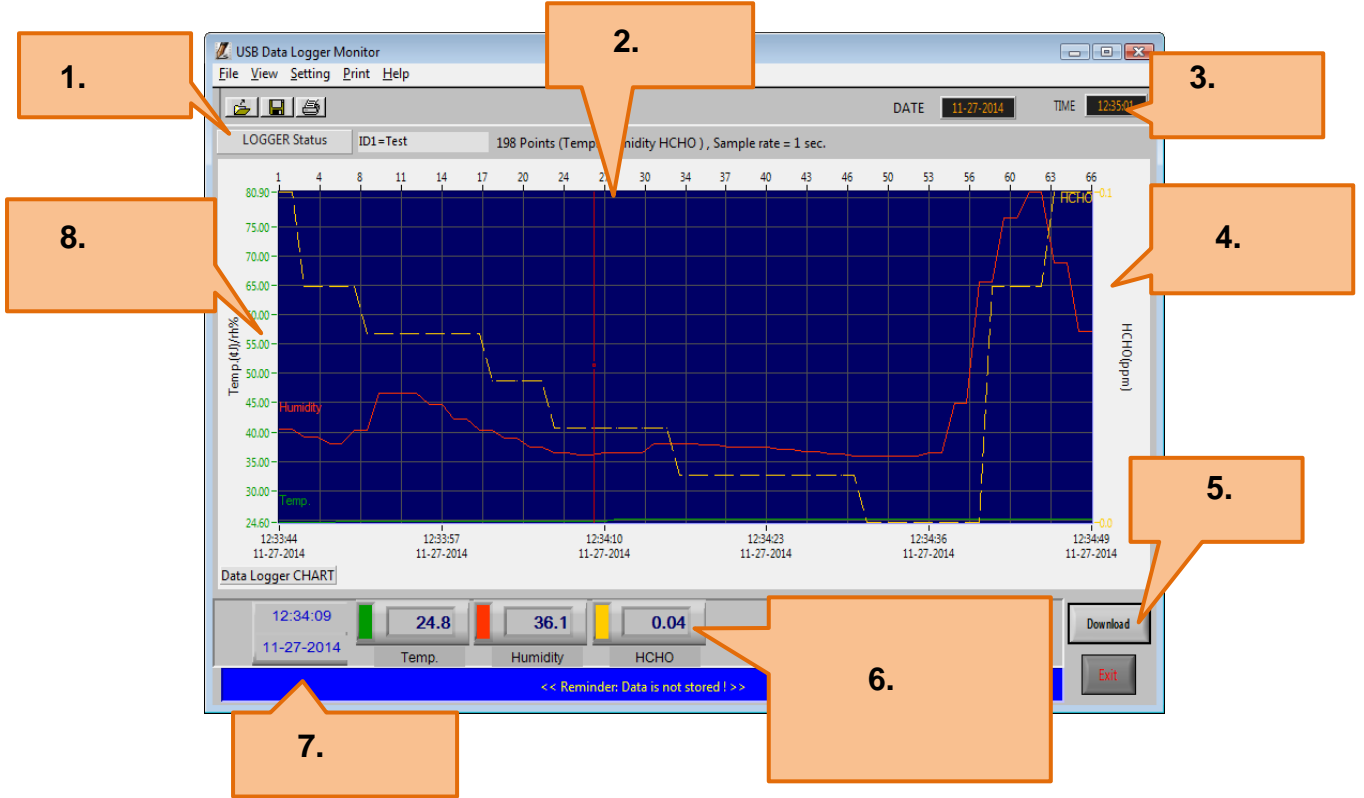 1.
2.
3.
USB Data Logger Monitor
File View Setting Print Help
DATE 11-27-2014 TIME 12:35:01
LOGGER Status ID1=Test 198 Points (Temp. HCHO ) , Sample rate = 1 sec.
1 4 8 11 14 17 20 24 30 34 37 40 43 46 50 53 56 60 63 66
80.90
75.00
70.00
65.00
55.00
50.00
45.00
40.00
35.00
30.00
24.60
Temp.(¢J)/rh%
HCHO
0.1
0.0
HCHO(ppm)
Humidity
Temp.
8.
4.
5.
12:33:44 12:33:57 12:34:10 12:34:23 12:34:36 12:34:49
11-27-2014 11-27-2014 11-27-2014 11-27-2014 11-27-2014 11-27-2014
Data Logger CHART
12:34:09
11-27-2014
24.8 36.1 0.04
Temp. Humidity HCHO
Download
Exit
<< Reminder: Data is not stored ! >>
6.
7.